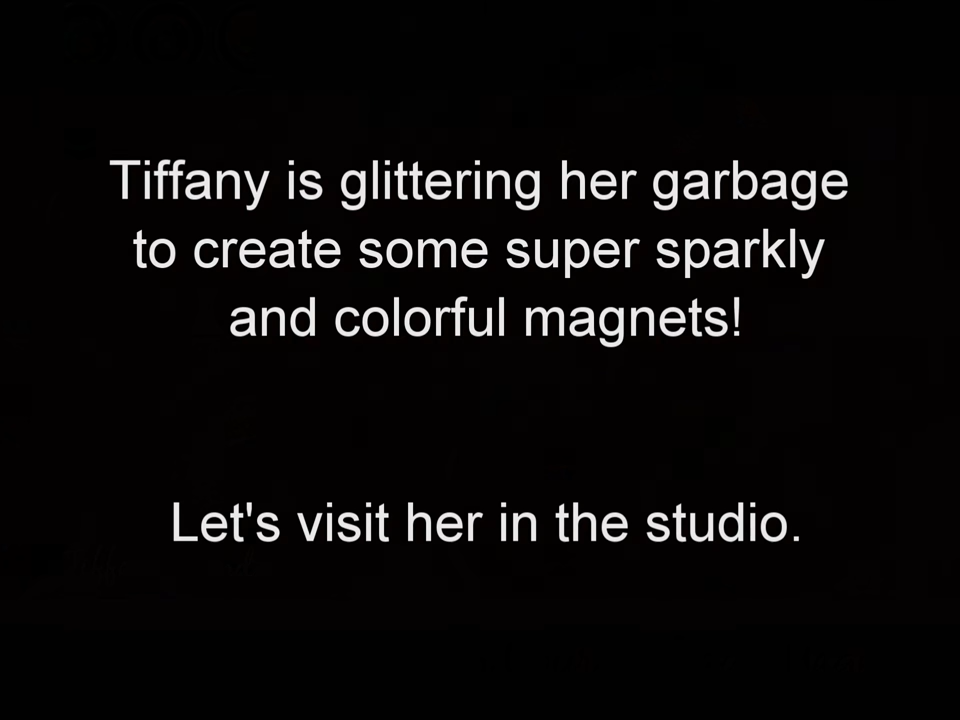 Tiffany is glittering her garbage
to create some super sparkly
and colorful magnets!
Let's visit her in the studio.